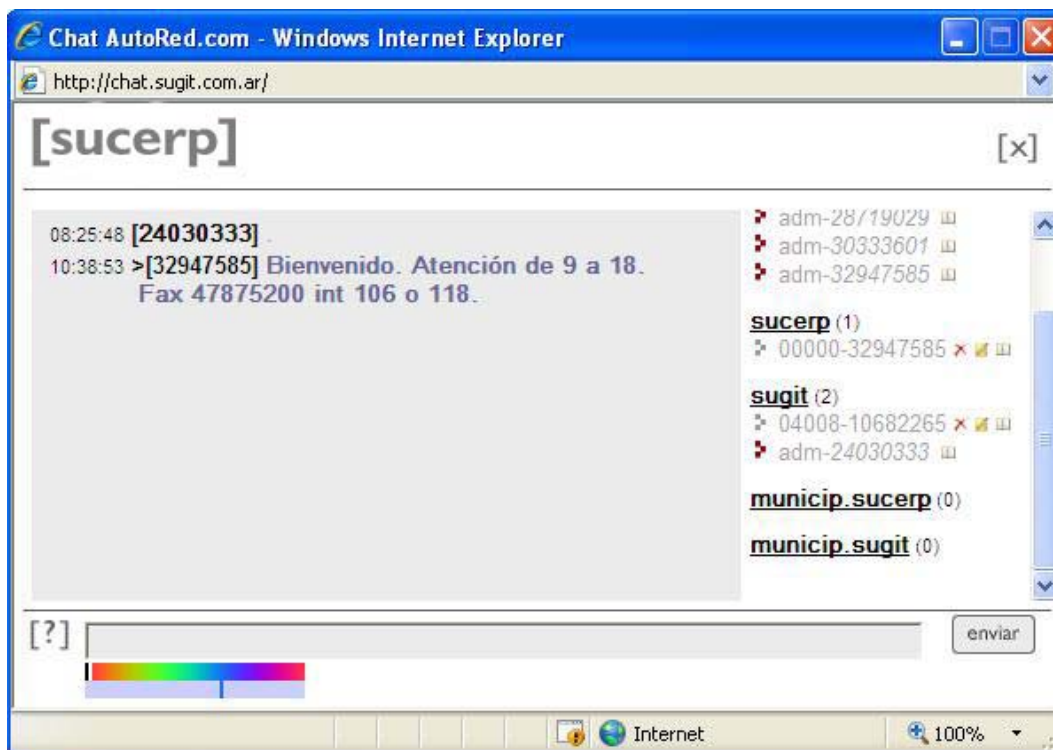 Chat AutoRed.com - Windows Internet Explorer
http://chat.sugit.com.ar/
[sucerp]
[x]
08:25:48 [24030333] .
10:38:53 >[32947585] Bienvenido. Atención de 9 a 18.
Fax 47875200 int 106 o 118.
adm-28719029
adm-30333601
adm-32947585
sucerp (1)
00000-32947585
sugit (2)
04008-10682265
adm-24030333
municip.sucerp (0)
municip.sugit (0)
[?]
enviar
Internet
100%